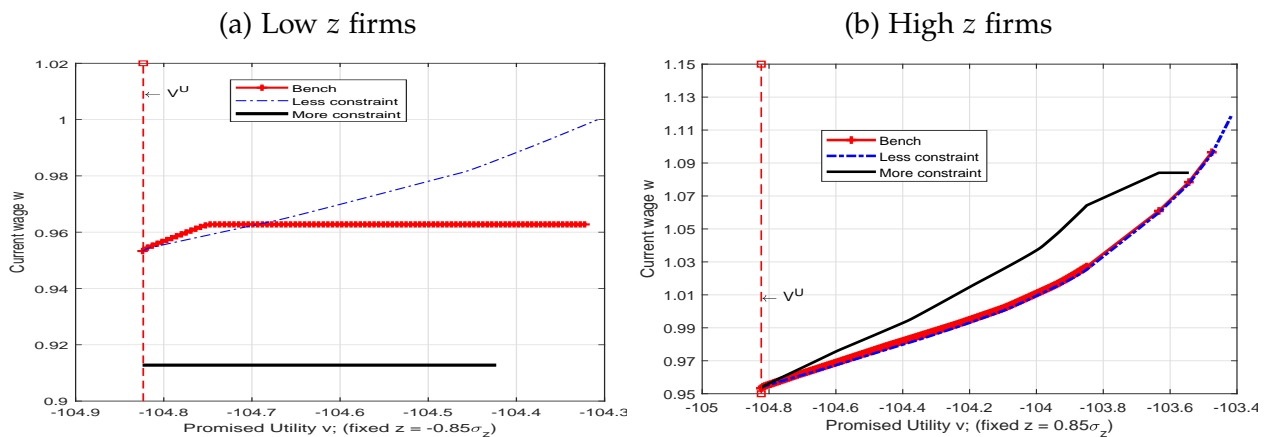 (a) Low z firms
1.02
1
0.98
0.96
0.94
0.92
0.9
Current wage w
← V^U
Bench
Less constraint
More constraint
-104.9 -104.8 -104.7 -104.6 -104.5 -104.4 -104.3
Promised Utility v; (fixed z = -0.85σ_z)
(b) High z firms
1.15
1.13
1.11
1.09
1.07
1.05
1.03
1.01
0.99
0.97
0.95
Current wage w
← V^U
Bench
Less constraint
More constraint
-105 -104.8 -104.6 -104.4 -104.2 -104 -103.8 -103.6 -103.4
Promised Utility v; (fixed z = 0.85σ_z)